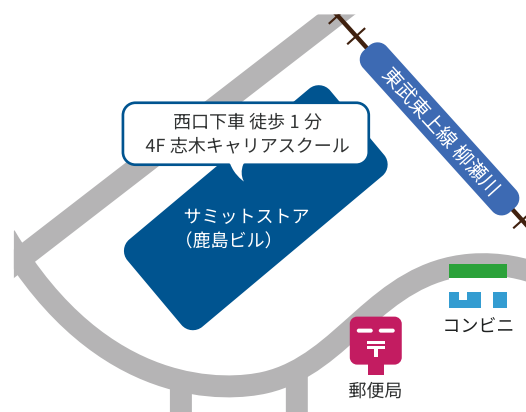 西口下車 徒歩 1 分
4F 志木キャリアスクール
東武東上線 柳瀬川
サミットストア
（鹿島ビル）
コンビニ
郵便局